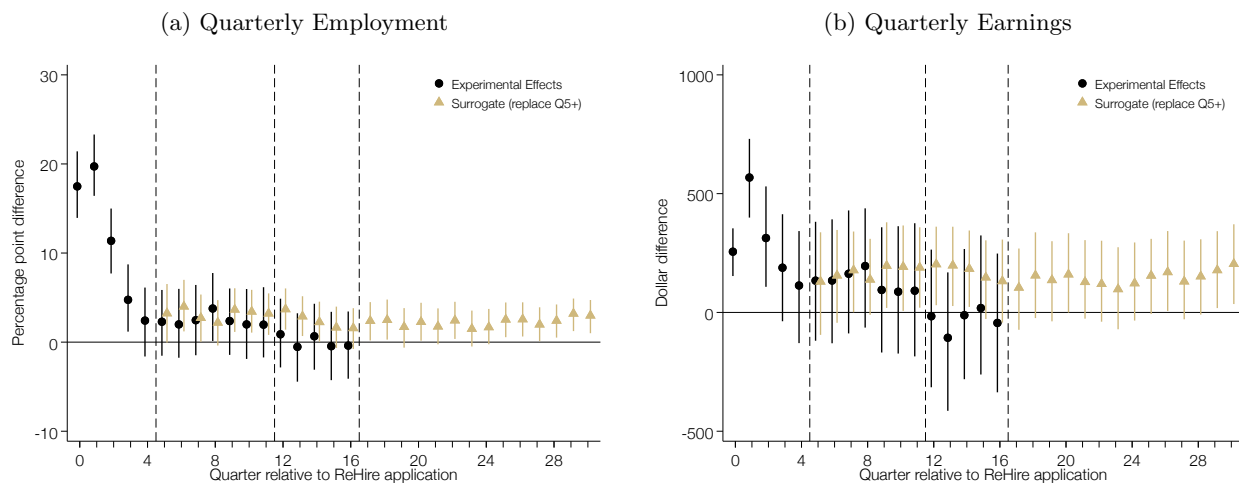 (a) Quarterly Employment
30
20
10
0
-10
Percentage point difference
Experimental Effects
Surrogate (replace Q5+)
0 4 8 12 16 20 24 28
Quarter relative to ReHire application
(b) Quarterly Earnings
1000
500
0
-500
Dollar difference
Experimental Effects
Surrogate (replace Q5+)
0 4 8 12 16 20 24 28
Quarter relative to ReHire application